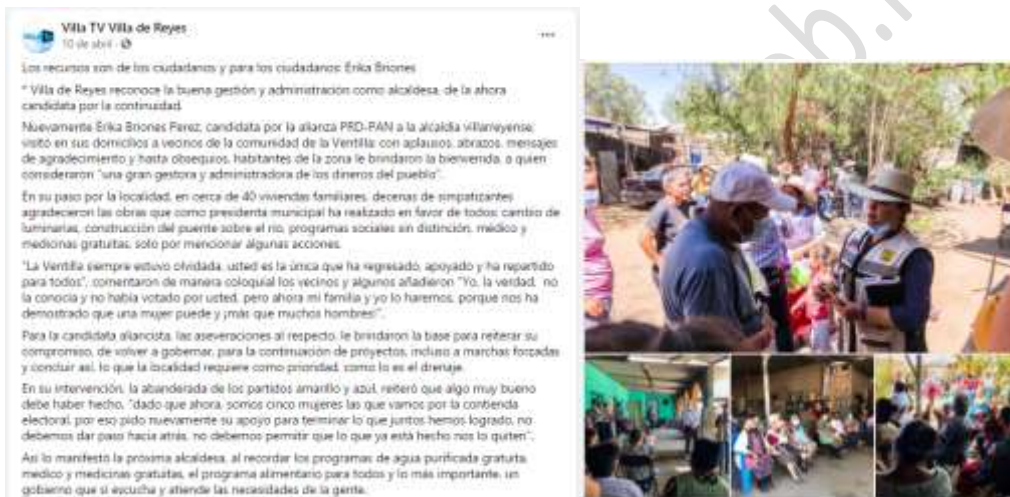 Villa TV Villa de Reyes
10 de abril
Los recursos son de los ciudadanos y para los ciudadanos: Erika Briones
* Villa de Reyes reconoce la buena gestión y administración como alcaldesa, de la ahora
candidata por la continuidad.
Nuevamente Erika Briones Perez, candidata por la alianza PRD-PAN a la alcaldía villarreyense,
visitó en sus domicilios a vecinos de la comunidad de la Ventilla; con aplausos, abrazos, mensajes
de agradecimiento y hasta obsequios, habitantes de la zona le brindaron la bienvenida, a quien
consideraron "una gran gestora y administradora de los dineros del pueblo".
En su paso por la localidad, en cerca de 40 viviendas familiares, decenas de simpatizantes
agradecieron las obras que como presidenta municipal ha realizado en favor de todos: cambio de
luminarias, construcción del puente sobre el rio, programas sociales sin distinción, médico y
medicinas gratuitas, solo por mencionar algunas acciones.
"La Ventilla siempre estuvo olvidada, usted es la única que ha regresado, apoyado y ha repartido
para todos", comentaron de manera coloquial los vecinos y algunos añadieron "Yo, la verdad, no
la conocía y no había votado por usted, pero ahora mi familia y yo lo haremos, porque nos ha
demostrado que una mujer puede y ¡más que muchos hombres!".
Para la candidata aliancista, las aseveraciones al respecto, le brindaron la base para reiterar su
compromiso, de volver a gobernar, para la continuación de proyectos, incluso a marchas forzadas
y concluir así, lo que la localidad requiere como prioridad, como lo es el drenaje.
En su intervención, la abanderada de los partidos amarillo y azul, reiteró que algo muy bueno
debe haber hecho, "dado que ahora, somos cinco mujeres las que vamos por la contienda
electoral, por eso pido nuevamente su apoyo para terminar lo que juntos hemos logrado, no
debemos dar paso hacia atrás, no debemos permitir que lo que ya está hecho nos lo quiten".
Así lo manifestó la próxima alcaldesa, al recordar los programas de agua purificada gratuita,
medico y medicinas gratuitas, el programa alimentario para todos y lo más importante, un
gobierno que si escucha y atiende las necesidades de la gente.